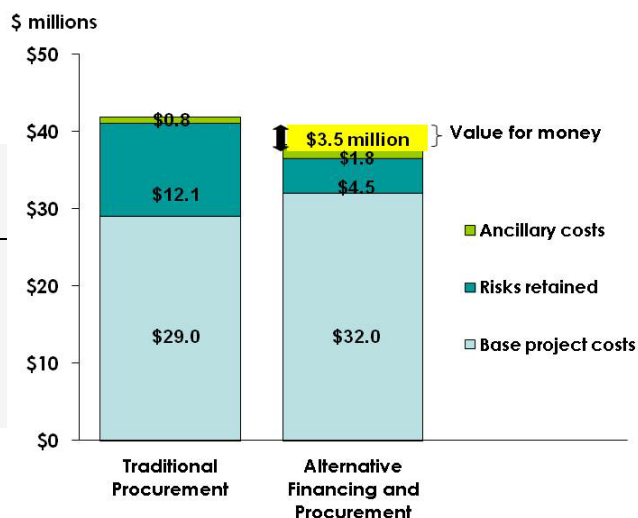 $ millions
$50
$40
$30
$20
$10
$0
$0.8
$12.1
$29.0
$3.5 million
$1.8
$4.5
$32.0
Value for money
Ancillary costs
Risks retained
Base project costs
Traditional
Procurement
Alternative
Financing and
Procurement